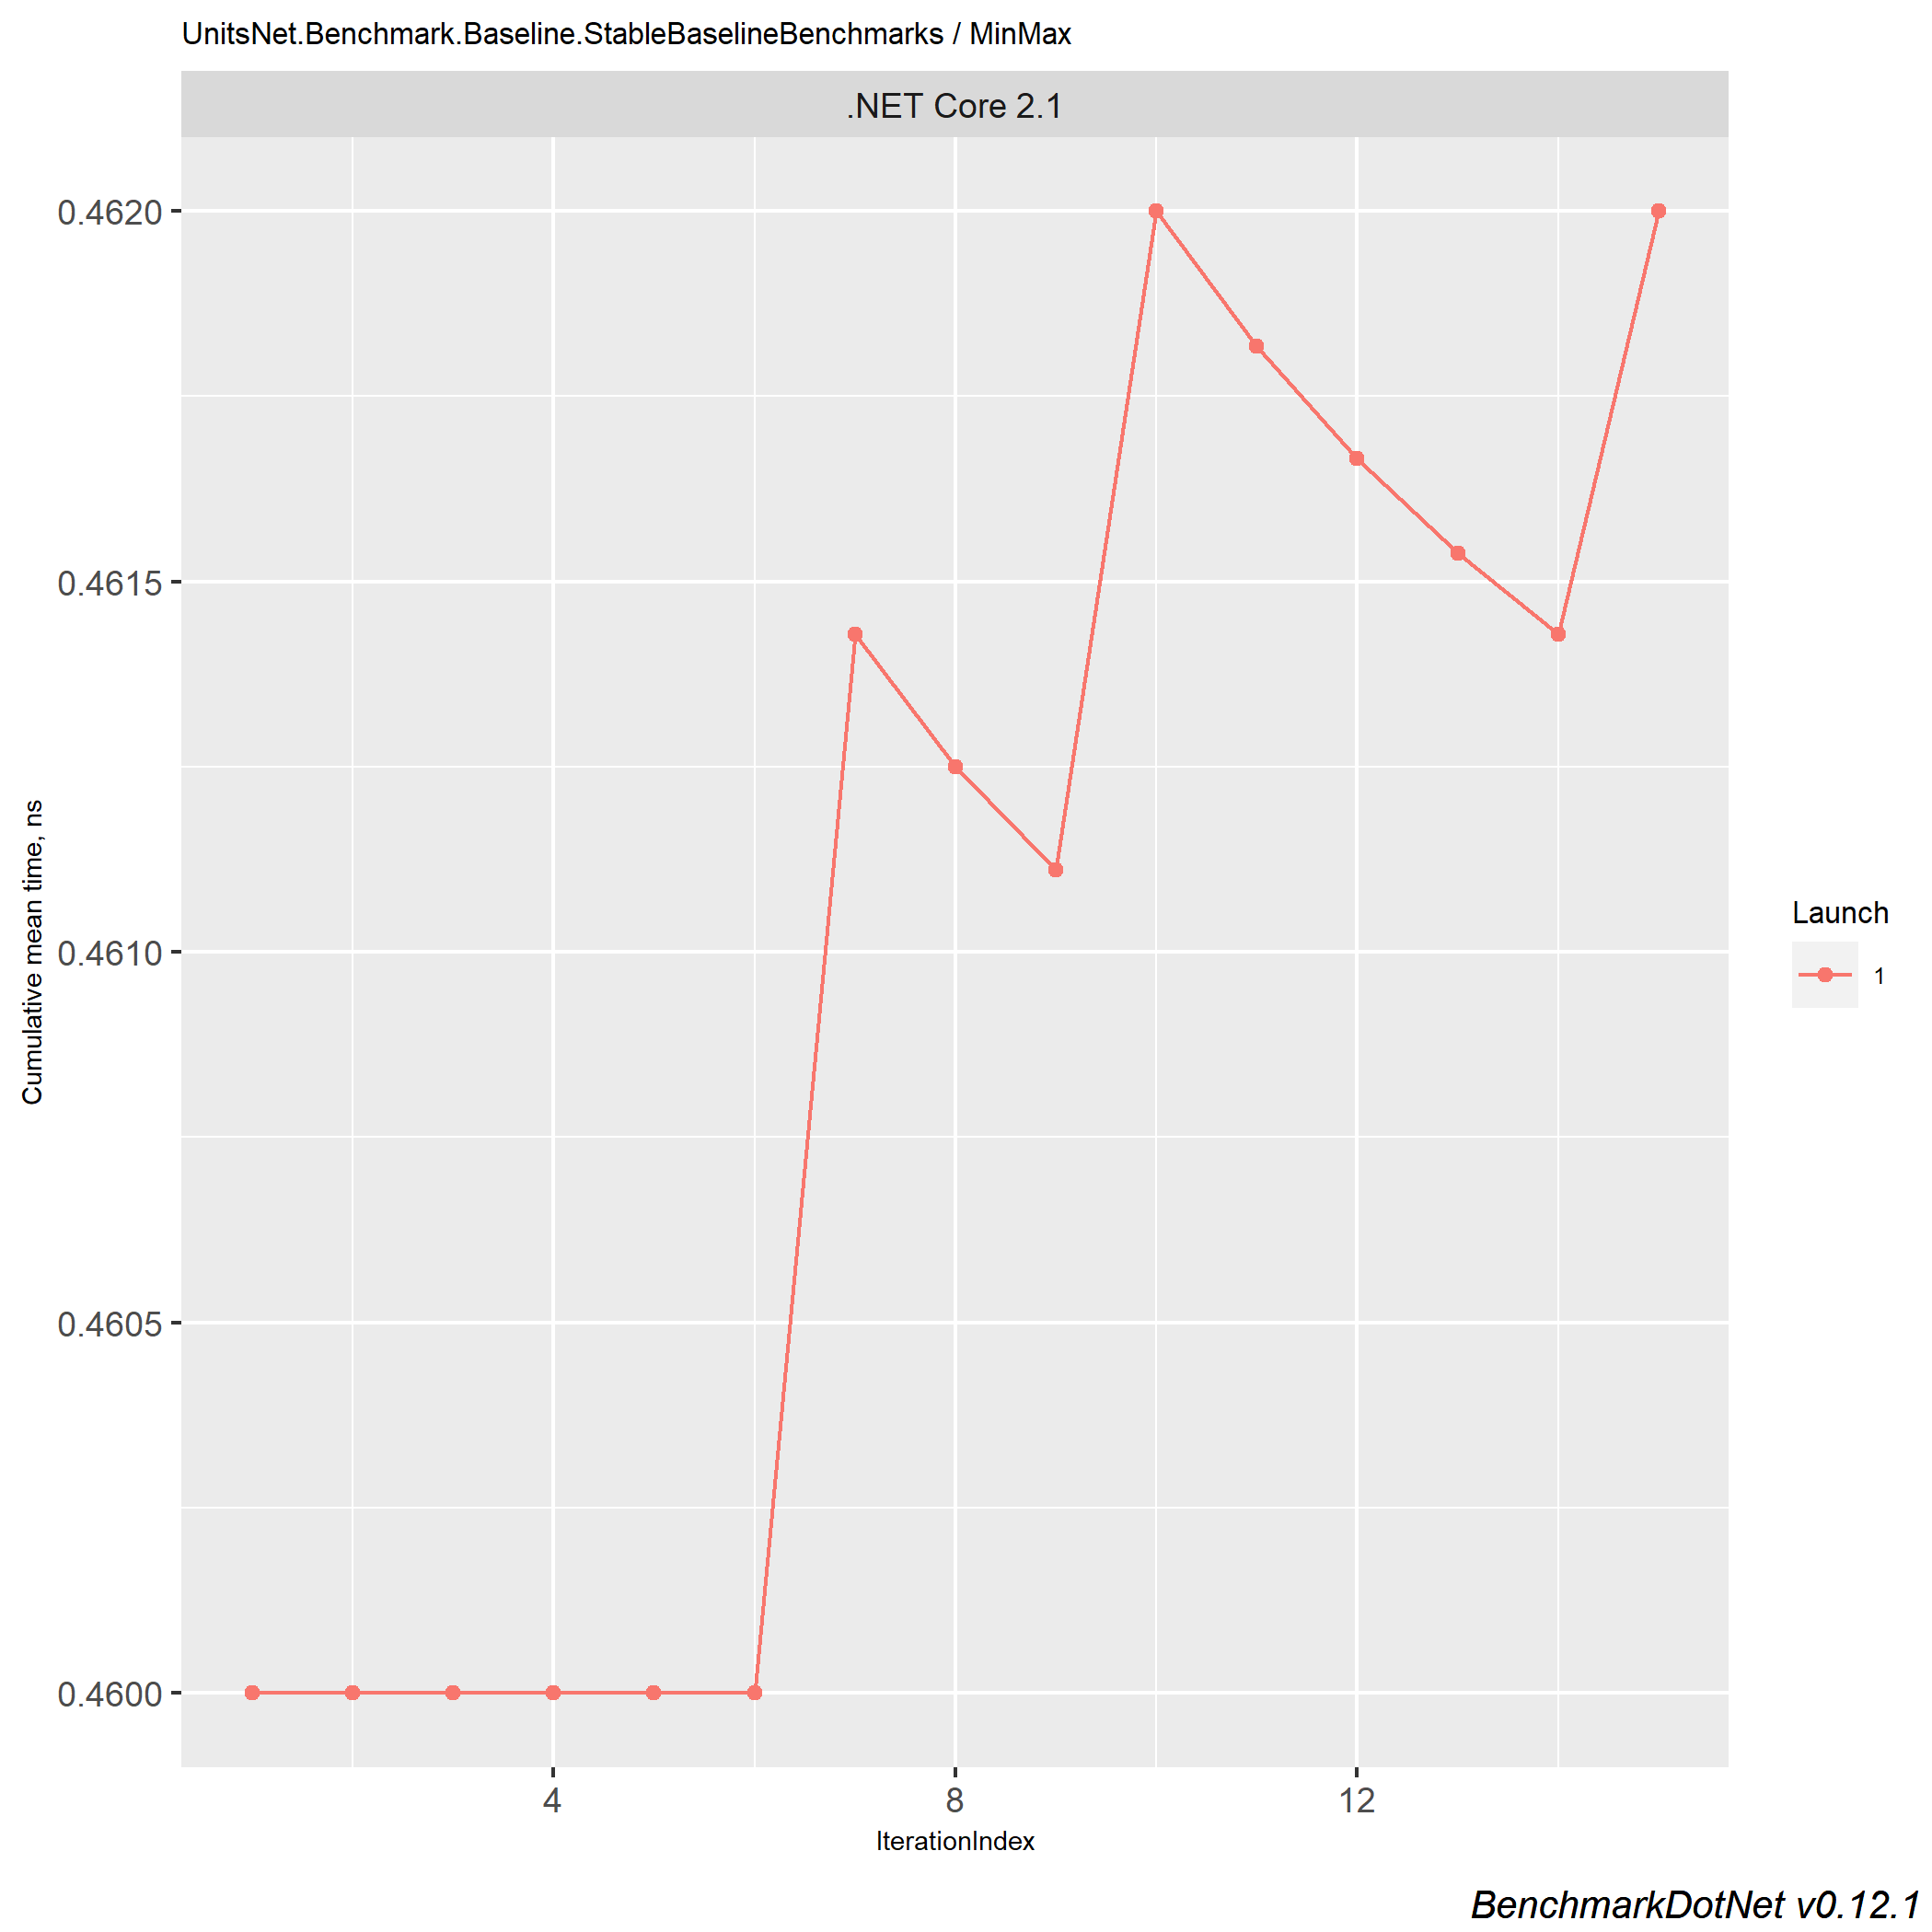 UnitsNet.Benchmark.Baseline.StableBaselineBenchmarks / MinMax
.NET Core 2.1
0.4620
0.4615
0.4610
0.4605
0.4600
Cumulative mean time, ns
4 8 12
IterationIndex
Launch
1
BenchmarkDotNet v0.12.1